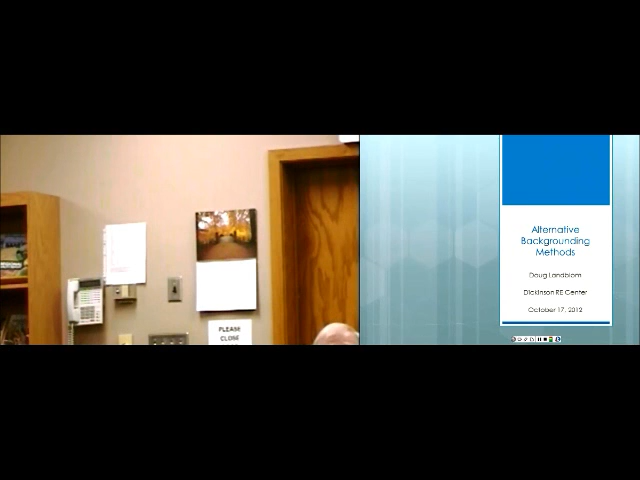 PLEASE
CLOSE
Alternative
Backgrounding
Methods
Doug Landblom
Dickinson RE Center
October 17, 2012